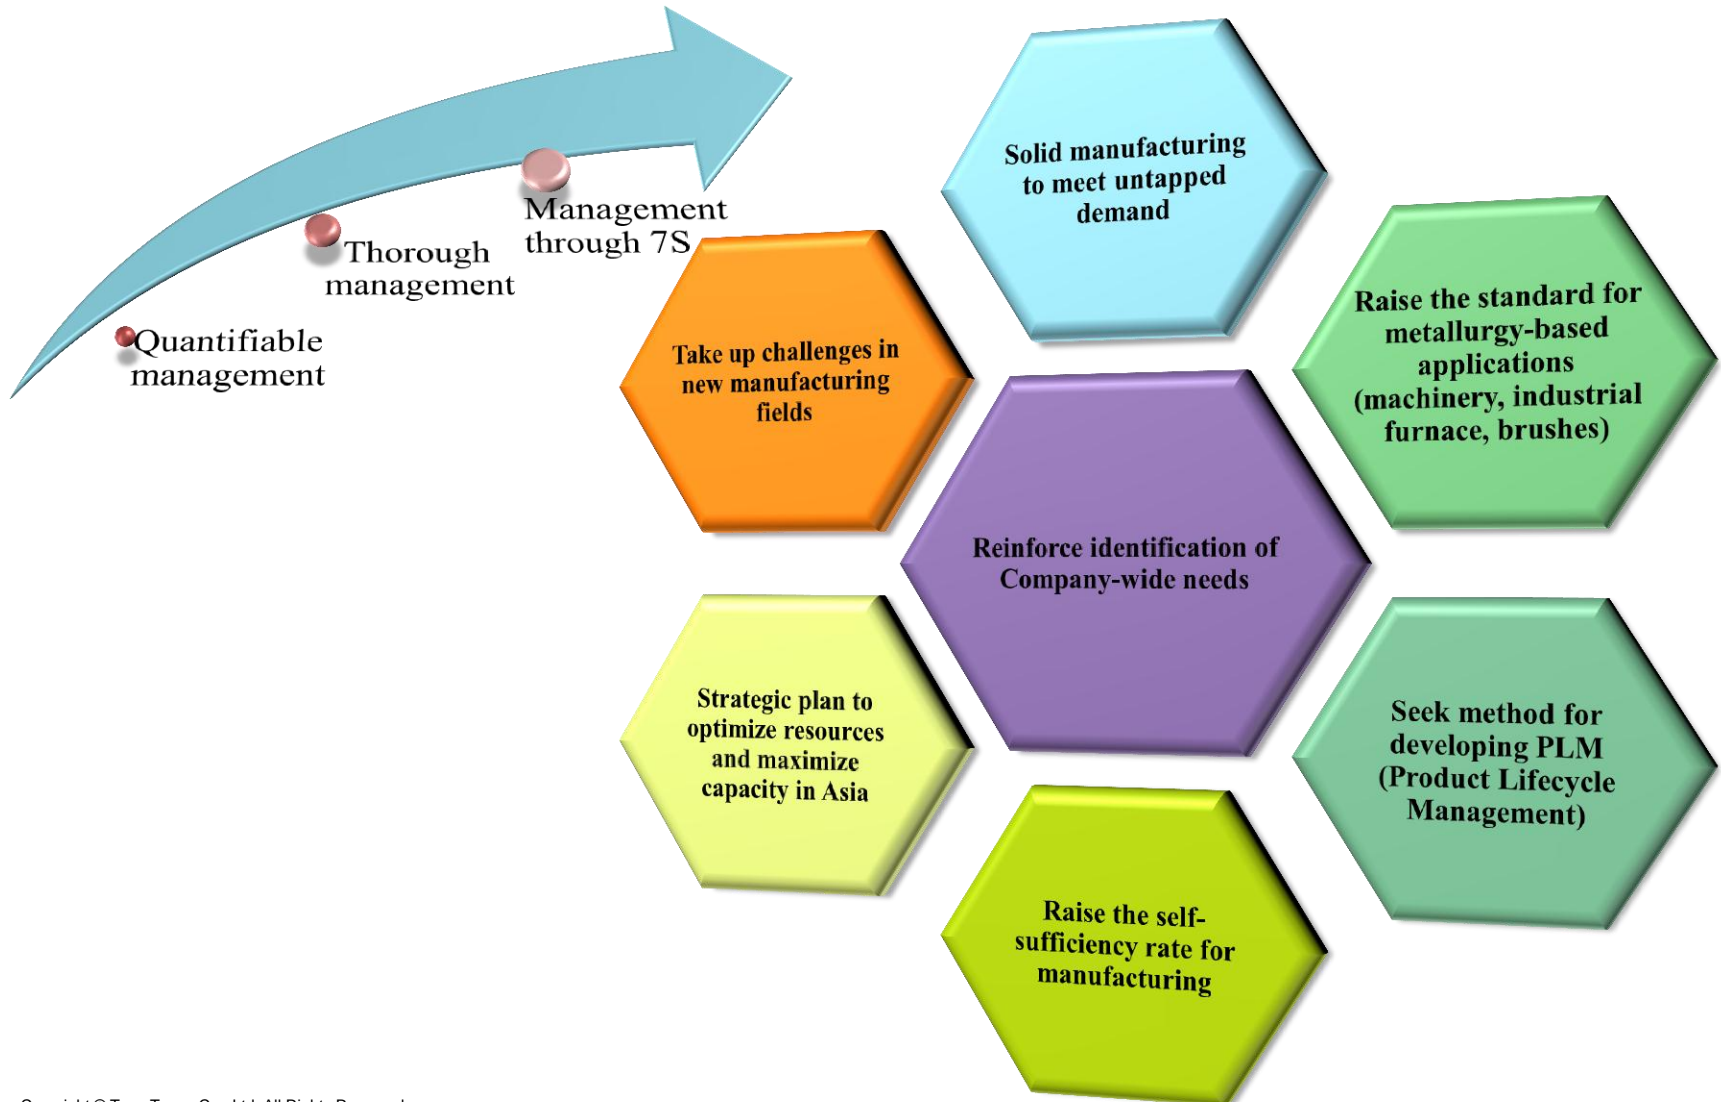 Solid manufacturing
to meet untapped
demand
Management
through 7S
Thorough
management
Quantifiable
management
Take up challenges in
new manufacturing
fields
Raise the standard for
metallurgy-based
applications
(machinery, industrial
furnace, brushes)
Reinforce identification of
Company-wide needs
Strategic plan to
optimize resources
and maximize
capacity in Asia
Seek method for
developing PLM
(Product Lifecycle
Management)
Raise the self-
sufficiency rate for
manufacturing